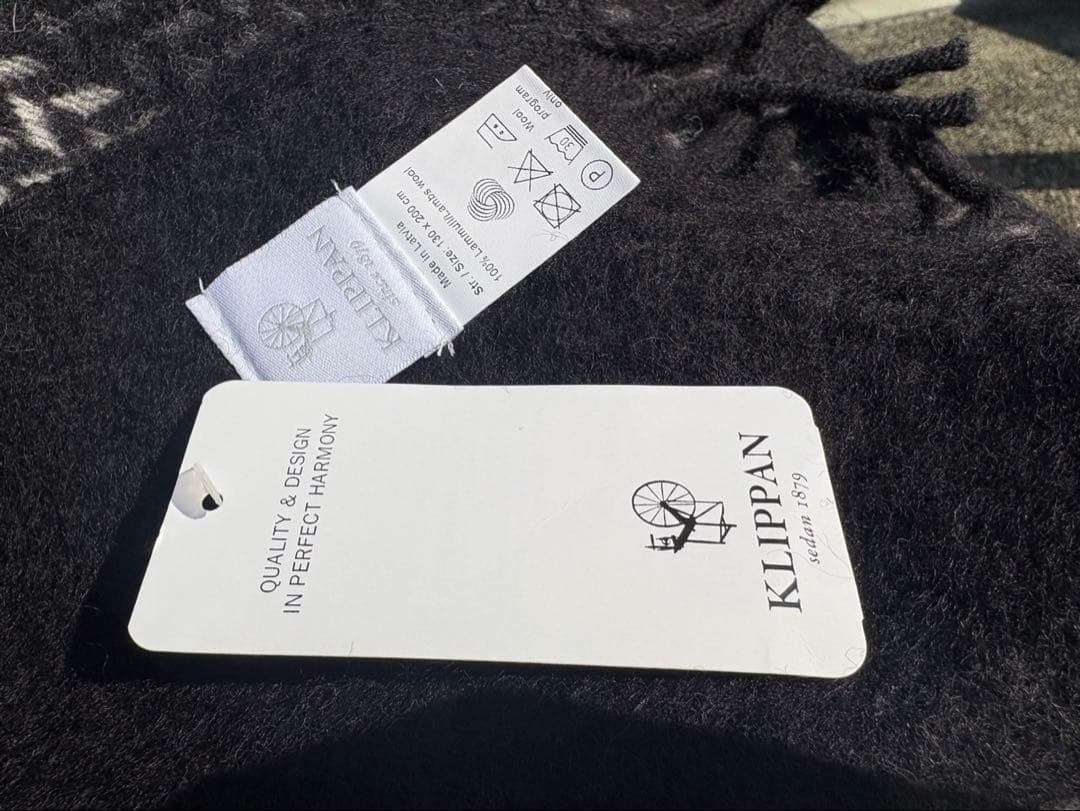 KLIPPAN
since 1879
Made in Latvia
Str. / Size: 130 x 200 cm
100% Lammull/Lambs wool
30
Wool
program
only
P
QUALITY & DESIGN
IN PERFECT HARMONY
KLIPPAN
sedan 1879